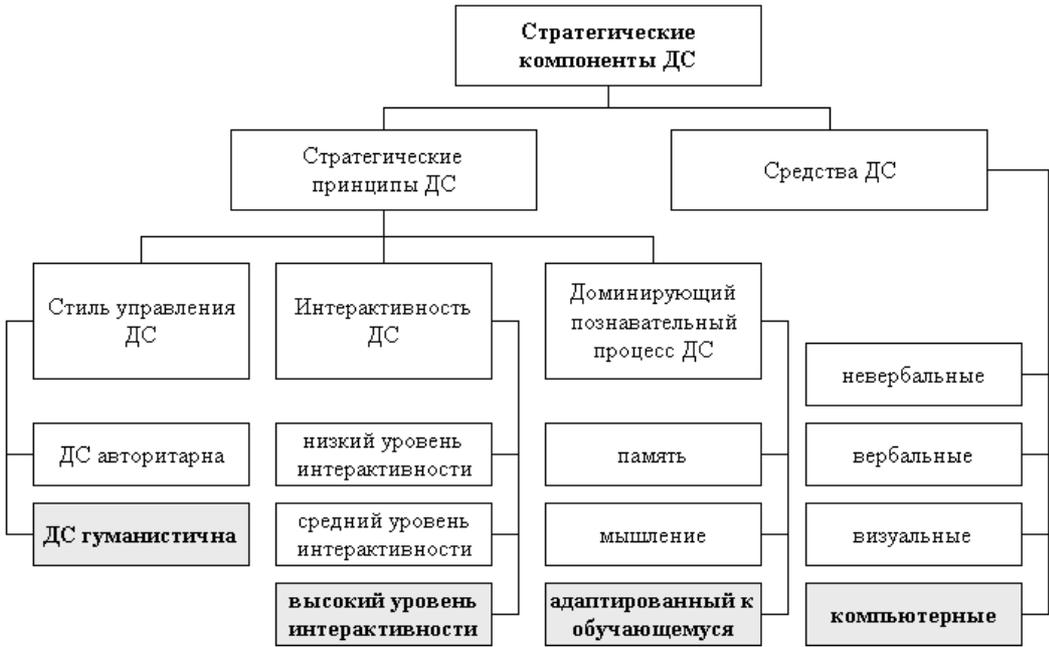 Стратегические
компоненты ДС
Стратегические
принципы ДС
Средства ДС
Стиль управления
ДС
Интерактивность
ДС
Доминирующий
познавательный
процесс ДС
ДС авторитарна
ДС гуманистична
низкий уровень
интерактивности
средний уровень
интерактивности
высокий уровень
интерактивности
память
мышление
адаптированный к
обучающемуся
невербальные
вербальные
визуальные
компьютерные